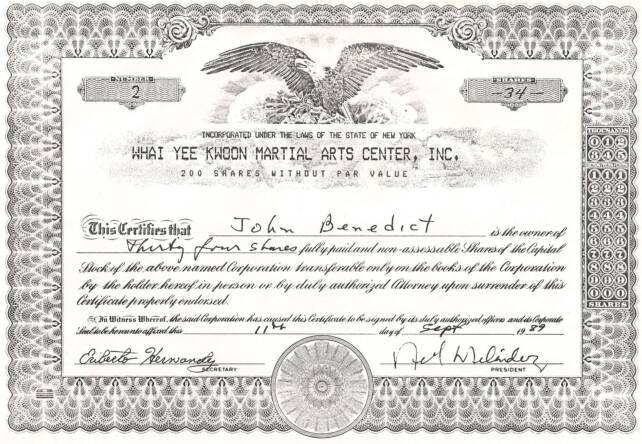 NUMBER
2
SHARES
—34—
INCORPORATED UNDER THE LAWS OF THE STATE OF NEW YORK
WHAI YEE KWOON MARTIAL ARTS CENTER, INC.
200 SHARES WITHOUT PAR VALUE
This Certifies that John Benedict is the owner of
Thirty four shares fully paid and non-assessable Shares of the Capital
Stock of the above named Corporation transferable only on the books of the Corporation
by the holder hereof in person or by duly authorized Attorney upon surrender of this
Certificate properly endorsed.
In Witness Whereof, the said Corporation has caused this Certificate to be signed by its duly authorized officers and its Corporate
Seal to be hereunto affixed this 11th day of Sept 1989
Eriberto Hernandez
SECRETARY
PRESIDENT
THOUSANDS
SHARES